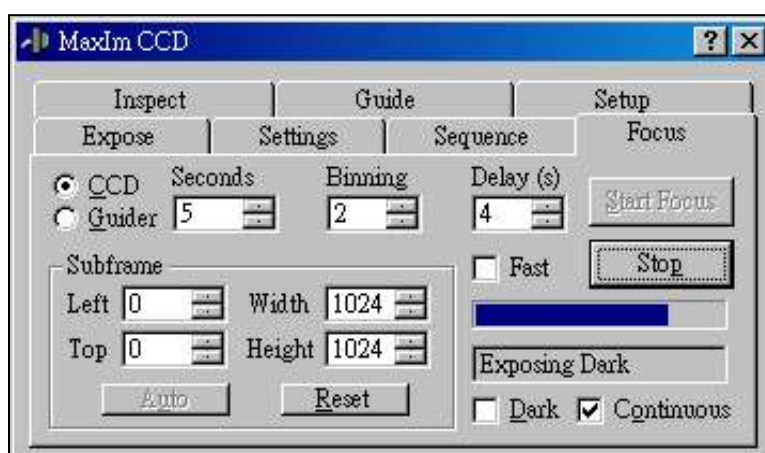 MaxIm CCD
? ×
Inspect Guide Setup
Expose Settings Sequence Focus
CCD Seconds Binning Delay (s)
Guider 5 2 4 Start Focus
Subframe Fast Stop
Left 0 Width 1024
Top 0 Height 1024 Exposing Dark
Auto Reset Dark Continuous